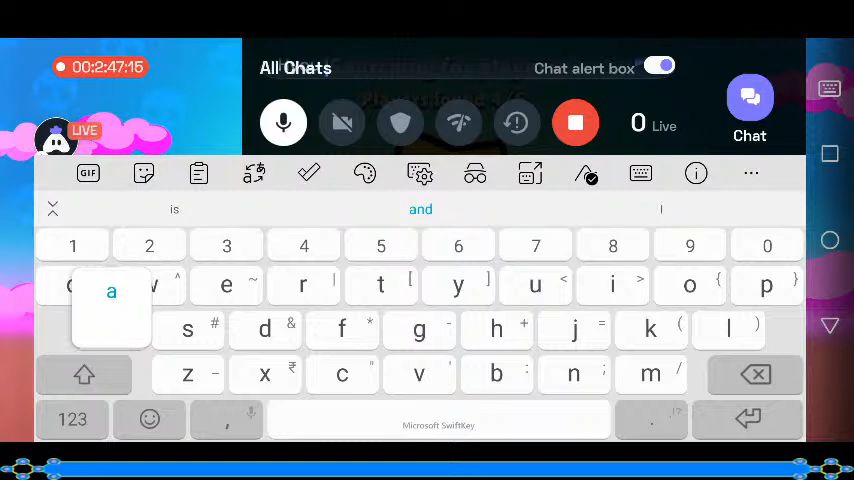 00:2:47:15
All Chats
Chat alert box
LIVE
0 Live
Chat
GIF
is and I
1 2 3 4 5 6 7 8 9 0
w ^ e ~ r | t [ y ] u < i > o { p }
a s # d & f * g - h + j = k ( l )
z _ x ₹ c " v ' b : n ; m /
123 , Microsoft SwiftKey . !?